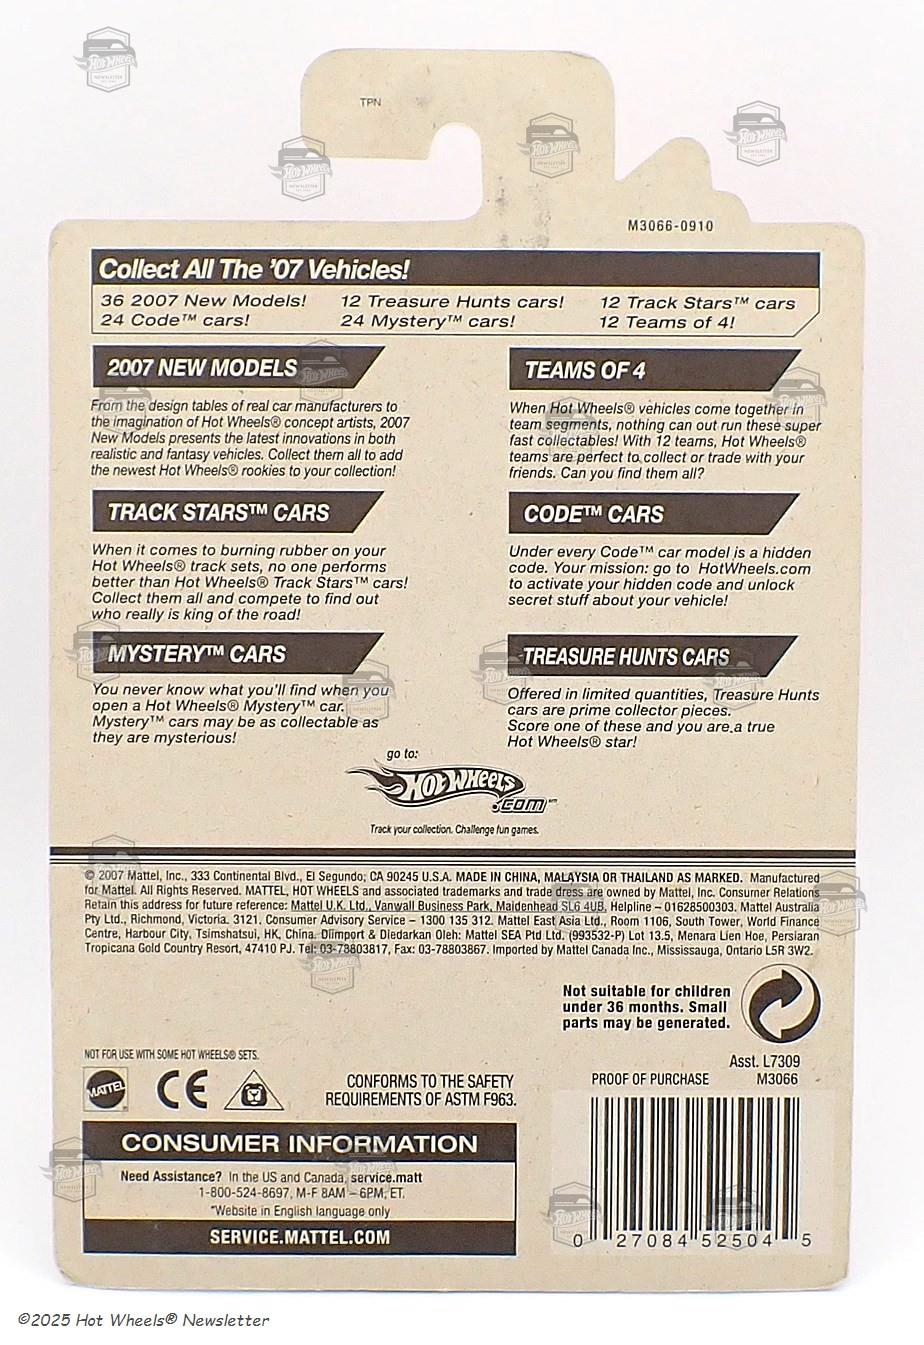 TPN
M3066-0910
Collect All The '07 Vehicles!
36 2007 New Models! 12 Treasure Hunts cars! 12 Track Stars™ cars
24 Code™ cars! 24 Mystery™ cars! 12 Teams of 4!
2007 NEW MODELS
From the design tables of real car manufacturers to
the imagination of Hot Wheels® concept artists, 2007
New Models presents the latest innovations in both
realistic and fantasy vehicles. Collect them all to add
the newest Hot Wheels® rookies to your collection!
TEAMS OF 4
When Hot Wheels® vehicles come together in
team segments, nothing can out run these super
fast collectables! With 12 teams, Hot Wheels®
teams are perfect to collect or trade with your
friends. Can you find them all?
TRACK STARS™ CARS
When it comes to burning rubber on your
Hot Wheels® track sets, no one performs
better than Hot Wheels® Track Stars™ cars!
Collect them all and compete to find out
who really is king of the road!
CODE™ CARS
Under every Code™ car model is a hidden
code. Your mission: go to HotWheels.com
to activate your hidden code and unlock
secret stuff about your vehicle!
MYSTERY™ CARS
You never know what you'll find when you
open a Hot Wheels® Mystery™ car.
Mystery™ cars may be as collectable as
they are mysterious!
TREASURE HUNTS CARS
Offered in limited quantities, Treasure Hunts
cars are prime collector pieces.
Score one of these and you are a true
Hot Wheels® star!
go to:
HOT WHEELS
.COM
Track your collection. Challenge fun games.
© 2007 Mattel, Inc., 333 Continental Blvd., El Segundo, CA 90245 U.S.A. MADE IN CHINA, MALAYSIA OR THAILAND AS MARKED. Manufactured
for Mattel. All Rights Reserved. MATTEL, HOT WHEELS and associated trademarks and trade dress are owned by Mattel, Inc. Consumer Relations
Retain this address for future reference: Mattel U.K. Ltd., Vanwall Business Park, Maidenhead SL6 4UB, Helpline – 01628500303. Mattel Australia
Pty Ltd., Richmond, Victoria. 3121. Consumer Advisory Service – 1300 135 312. Mattel East Asia Ltd., Room 1106, South Tower, World Finance
Centre, Harbour City, Tsimshatsui, HK, China. Diimport & Diedarkan Oleh: Mattel SEA Ptd Ltd. (993532-P) Lot 13.5, Menara Lien Hoe, Persiaran
Tropicana Gold Country Resort, 47410 P.J. Tel: 03-78803817, Fax: 03-78803867. Imported by Mattel Canada Inc., Mississauga, Ontario L5R 3W2.
Not suitable for children
under 36 months. Small
parts may be generated.
NOT FOR USE WITH SOME HOT WHEELS® SETS.
MATTEL
CE
CONFORMS TO THE SAFETY
REQUIREMENTS OF ASTM F963.
Asst. L7309
PROOF OF PURCHASE M3066
CONSUMER INFORMATION
Need Assistance? In the US and Canada, service.matt
1-800-524-8697, M-F 8AM – 6PM, ET.
*Website in English language only
SERVICE.MATTEL.COM
0 27084 52504 5
©2025 Hot Wheels® Newsletter